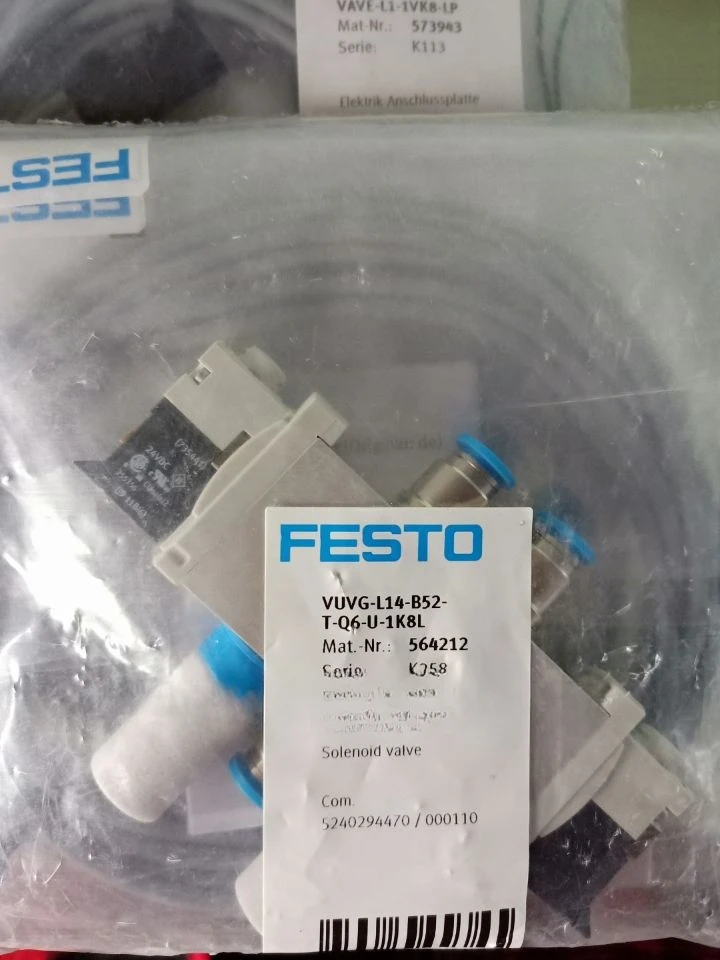 VAVE-L1-1VK8-LP
Mat-Nr.: 573943
Serie: K113
Elektrik Anschlussplatte
FESTO
24VDC
FESTO
VUVG-L14-B52-
T-Q6-U-1K8L
Mat.-Nr.: 564212
Serie
Solenoid valve
Com.
5240294470 / 000110